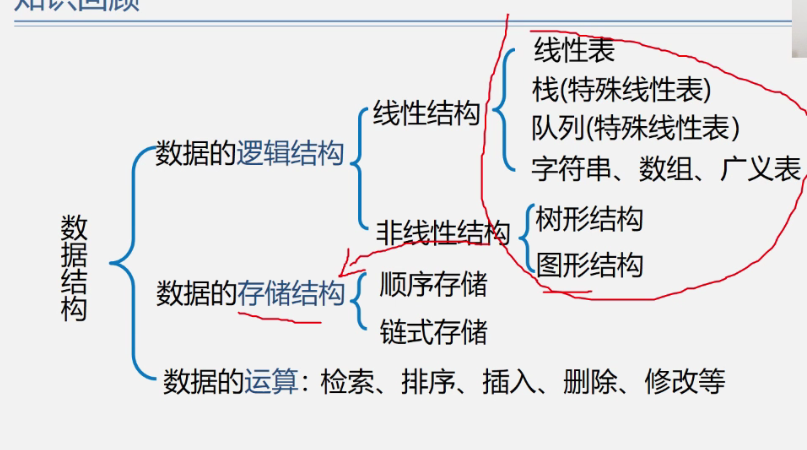 知识回顾
线性表
栈(特殊线性表)
队列(特殊线性表)
字符串、数组、广义表
线性结构
数据的逻辑结构
非线性结构
树形结构
图形结构
数据结构
数据的存储结构
顺序存储
链式存储
数据的运算：检索、排序、插入、删除、修改等